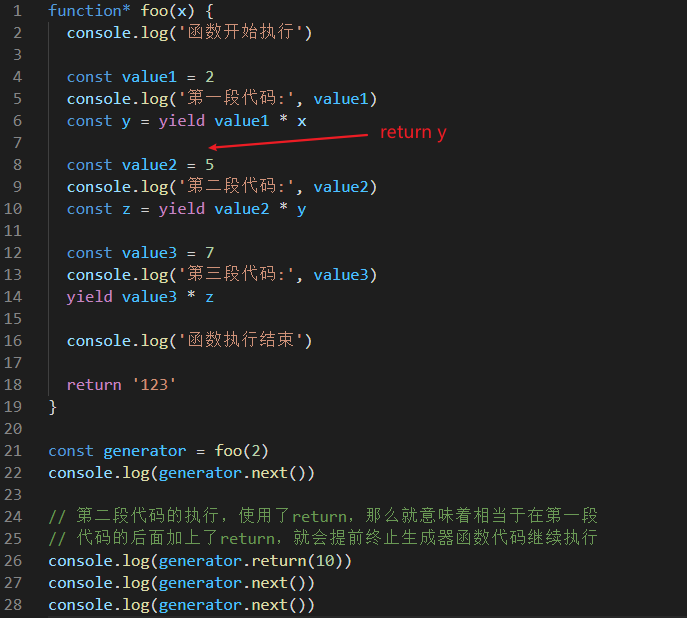 1 function* foo(x) {
2 console.log('函数开始执行')
3
4 const value1 = 2
5 console.log('第一段代码:', value1)
6 const y = yield value1 * x
7 return y
8 const value2 = 5
9 console.log('第二段代码:', value2)
10 const z = yield value2 * y
11
12 const value3 = 7
13 console.log('第三段代码:', value3)
14 yield value3 * z
15
16 console.log('函数执行结束')
17
18 return '123'
19 }
20
21 const generator = foo(2)
22 console.log(generator.next())
23
24 // 第二段代码的执行，使用了return，那么就意味着相当于在第一段
25 // 代码的后面加上了return，就会提前终止生成器函数代码继续执行
26 console.log(generator.return(10))
27 console.log(generator.next())
28 console.log(generator.next())